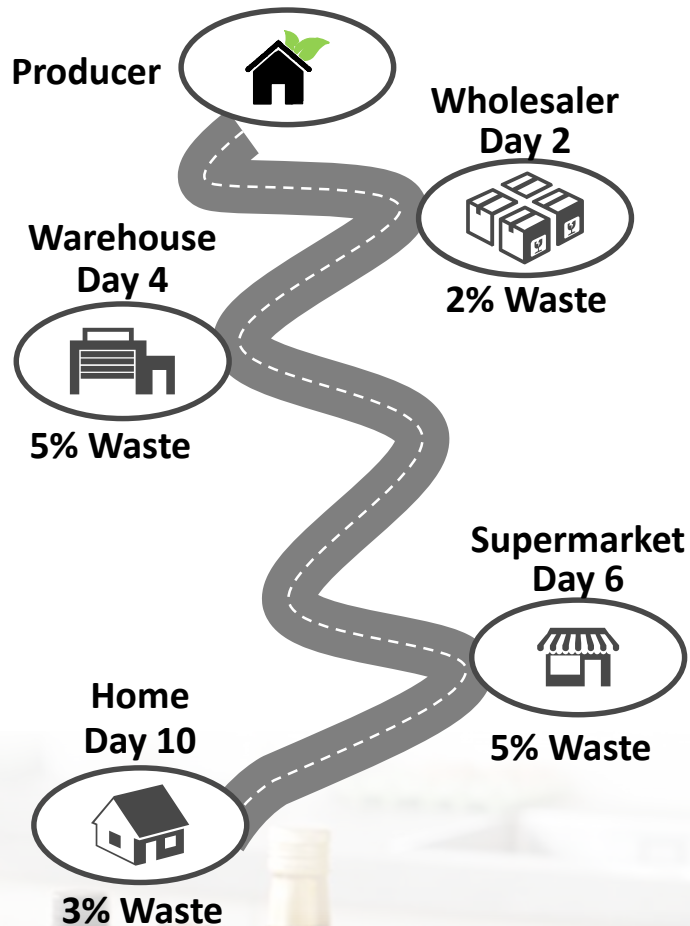 Producer
Wholesaler
Day 2
2% Waste
Warehouse
Day 4
5% Waste
Supermarket
Day 6
5% Waste
Home
Day 10
3% Waste